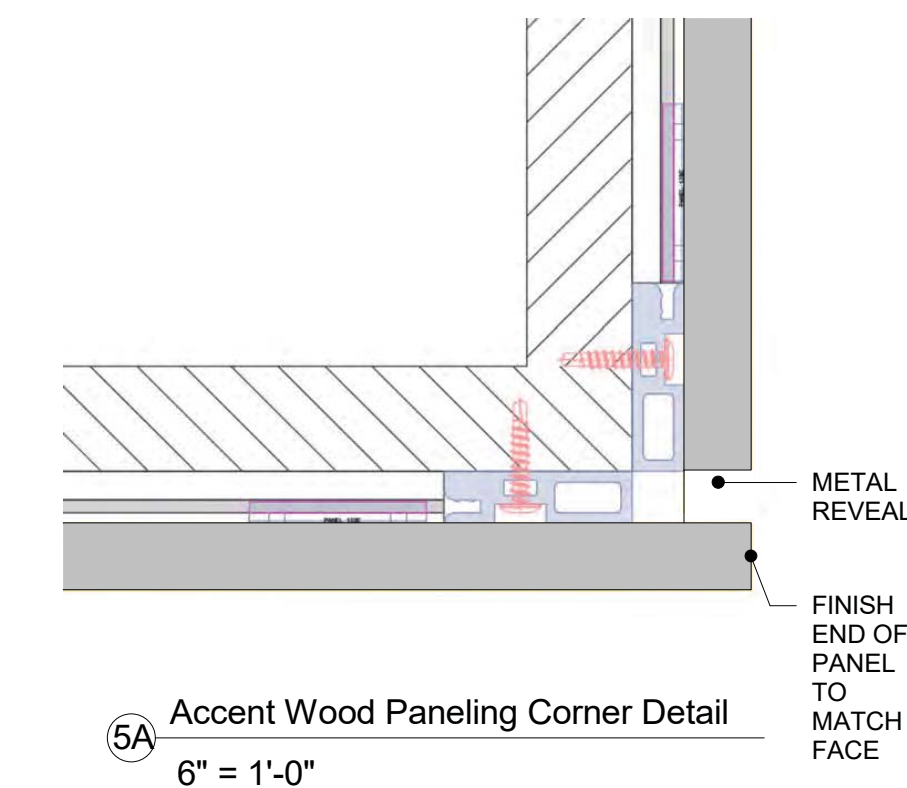 METAL
REVEAL
FINISH
END OF
PANEL
TO
MATCH
FACE
5A
Accent Wood Paneling Corner Detail
6" = 1'-0"